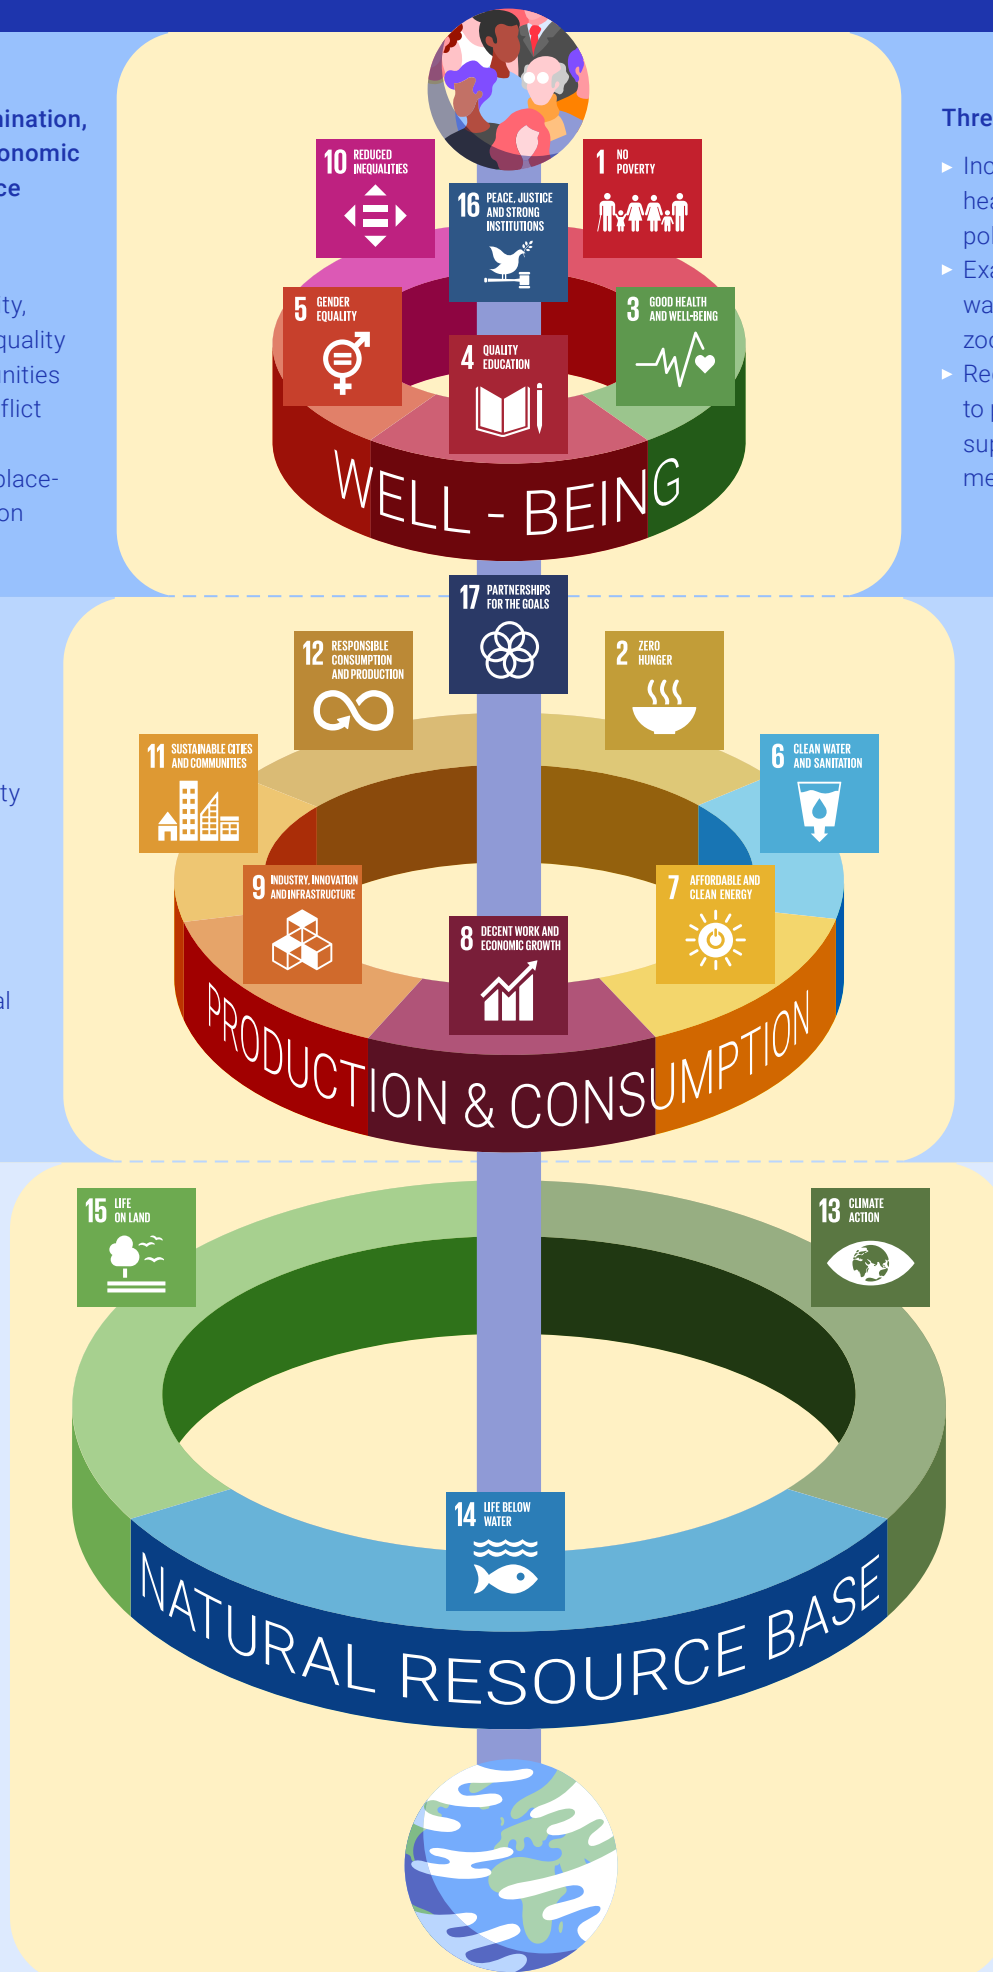 mination,
onomic
ce
ity,
quality
unities
nflict
place-
on
10 REDUCED
INEQUALITIES
1 NO
POVERTY
16 PEACE, JUSTICE
AND STRONG
INSTITUTIONS
5 GENDER
EQUALITY
3 GOOD HEALTH
AND WELL-BEING
4 QUALITY
EDUCATION
WELL - BEING
Thre
Inc
hea
pol
Exa
wa
zoo
Re
to p
sup
me
17 PARTNERSHIPS
FOR THE GOALS
12 RESPONSIBLE
CONSUMPTION
AND PRODUCTION
2 ZERO
HUNGER
11 SUSTAINABLE CITIES
AND COMMUNITIES
6 CLEAN WATER
AND SANITATION
ty
9 INDUSTRY, INNOVATION
AND INFRASTRUCTURE
7 AFFORDABLE AND
CLEAN ENERGY
8 DECENT WORK AND
ECONOMIC GROWTH
al
PRODUCTION & CONSUMPTION
15 LIFE
ON LAND
13 CLIMATE
ACTION
14 LIFE BELOW
WATER
NATURAL RESOURCE BASE